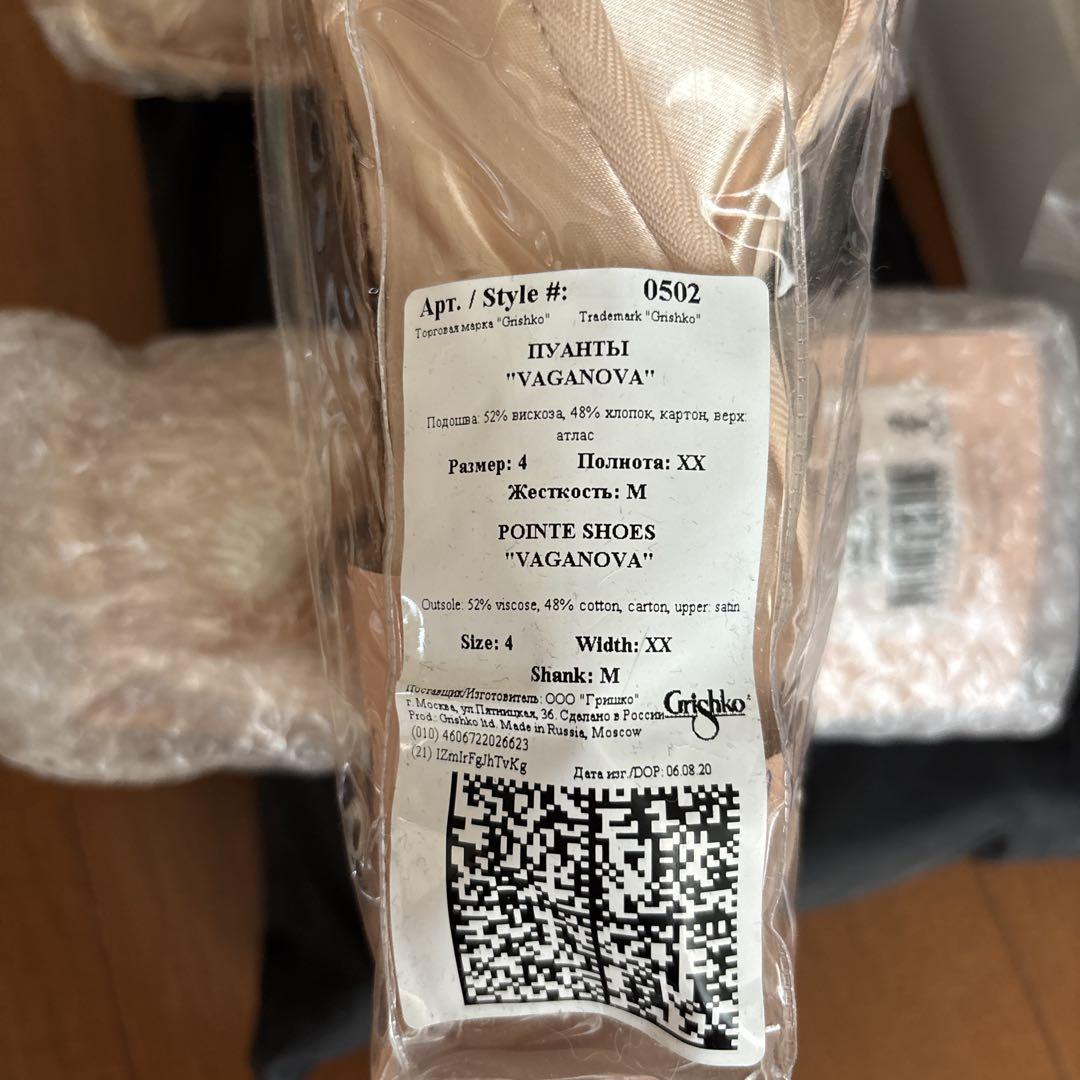 Арт. / Style #: 0502
Торговая марка "Grishko" Trademark "Grishko"
ПУАНТЫ
"VAGANOVA"
Подошва: 52% вискоза, 48% хлопок, картон, верх:
атлас
Размер: 4 Полнота: XX
Жесткость: M
POINTE SHOES
"VAGANOVA"
Outsole: 52% viscose, 48% cotton, carton, upper: satin
Size: 4 Width: XX
Shank: M
Поставщик/Изготовитель: ООО "Гришко"
г. Москва, ул Пятницкая, 36. Сделано в России
Grishko
Prod.: Grishko ltd. Made in Russia, Moscow
(010) 4606722026623
(21) IZmIrFgJhTvKg
Дата изг./DOP: 06.08.20